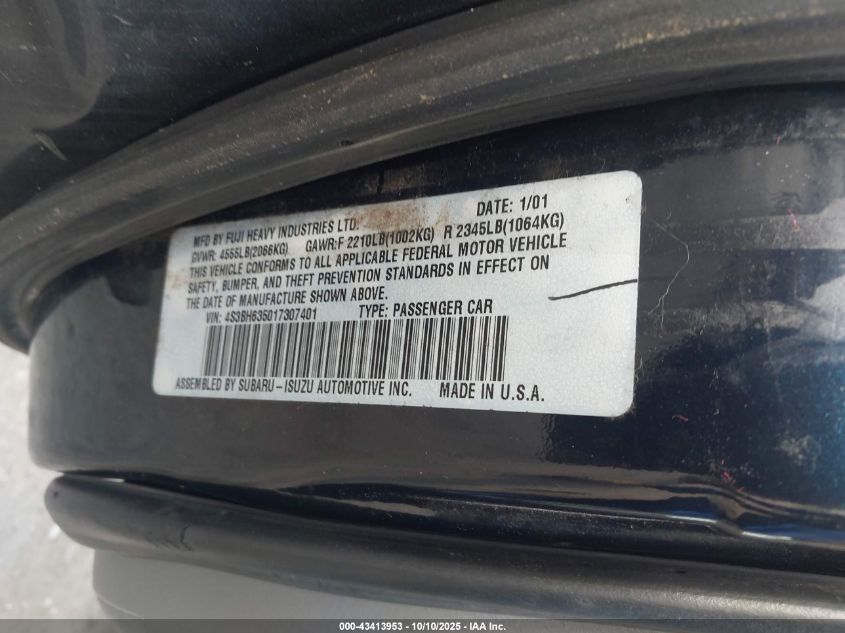 MFD BY FUJI HEAVY INDUSTRIES LTD. DATE: 1/01
GVWR: 4555LB(2066KG) GAWR:F 2210LB(1002KG) R 2345LB(1064KG)
THIS VEHICLE CONFORMS TO ALL APPLICABLE FEDERAL MOTOR VEHICLE
SAFETY, BUMPER, AND THEFT PREVENTION STANDARDS IN EFFECT ON
THE DATE OF MANUFACTURE SHOWN ABOVE.
VIN: 4S3BH635017307401 TYPE: PASSENGER CAR
ASSEMBLED BY SUBARU-ISUZU AUTOMOTIVE INC. MADE IN U.S.A.
000-43413953 - 10/10/2025 - IAA Inc.